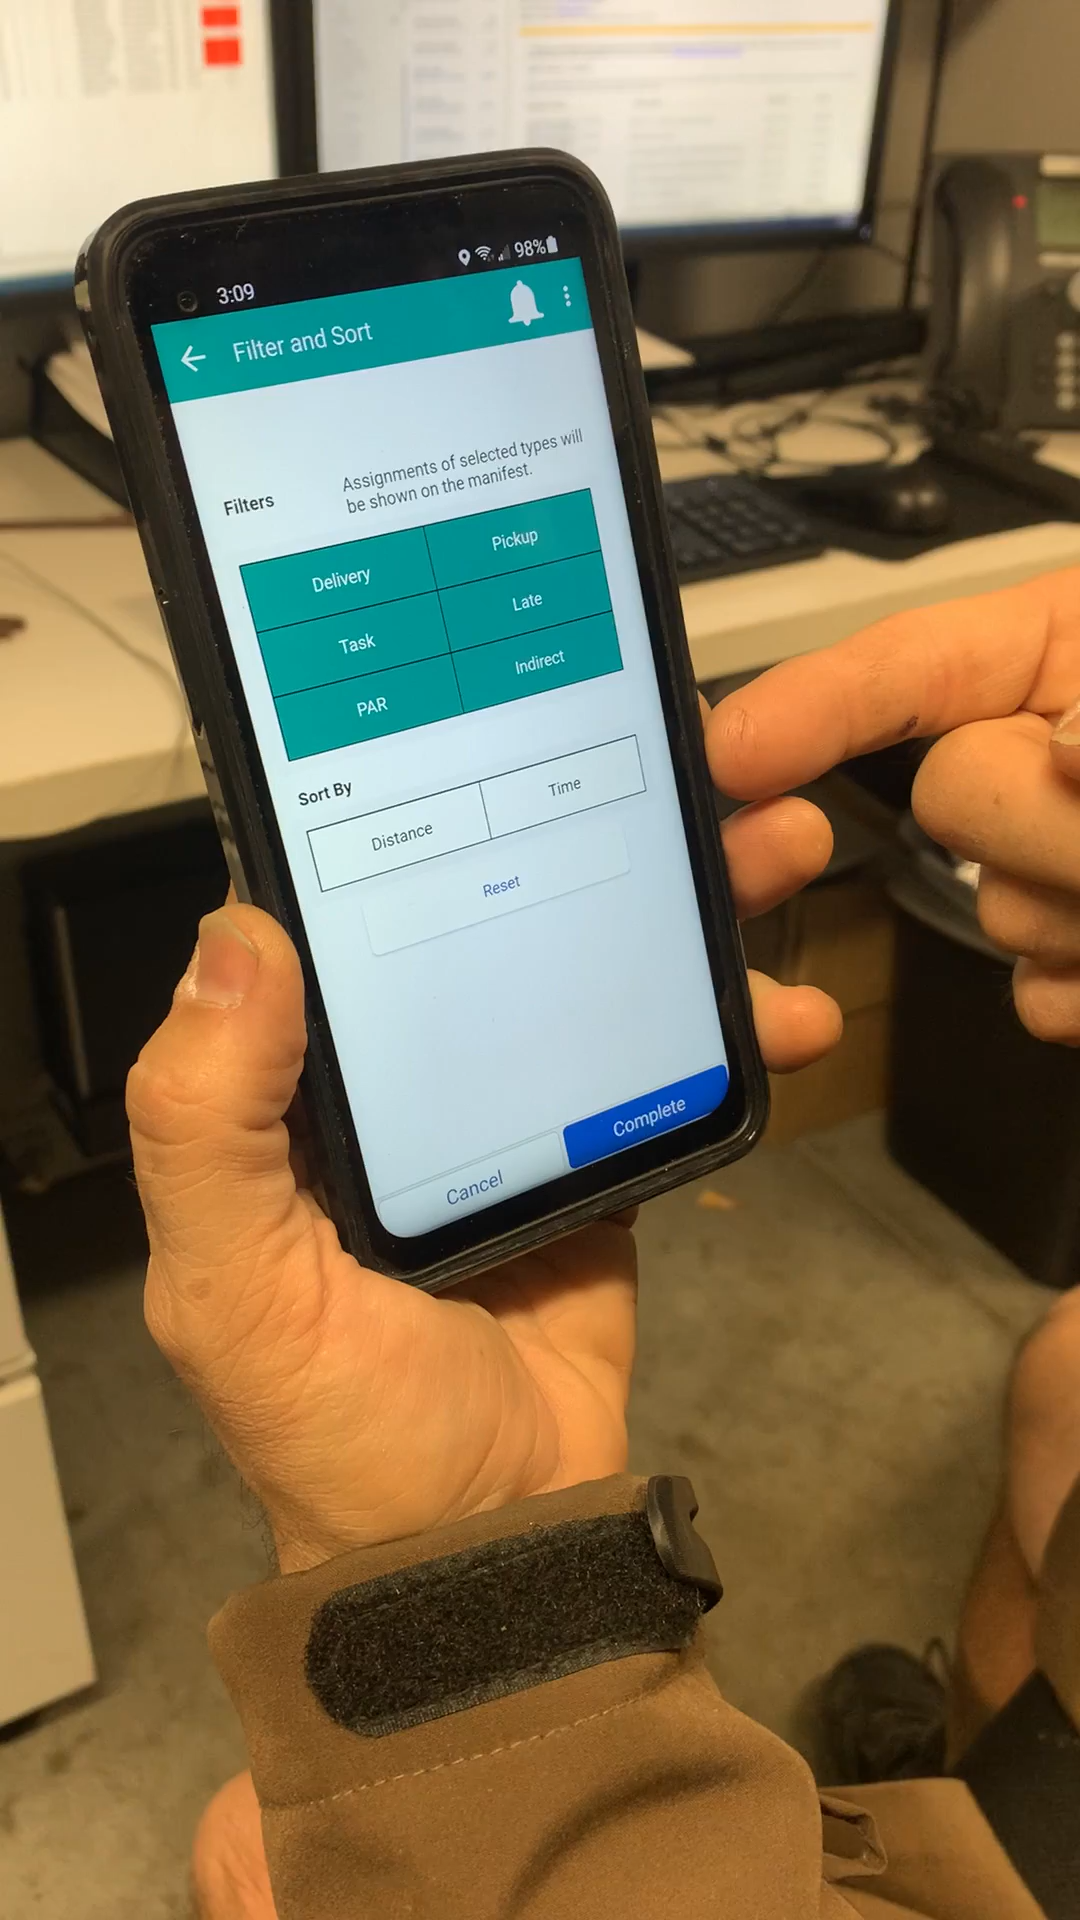 3:09
98%
Filter and Sort
Filters
Assignments of selected types will
be shown on the manifest.
Delivery
Pickup
Task
Late
PAR
Indirect
Sort By
Distance
Time
Reset
Cancel
Complete